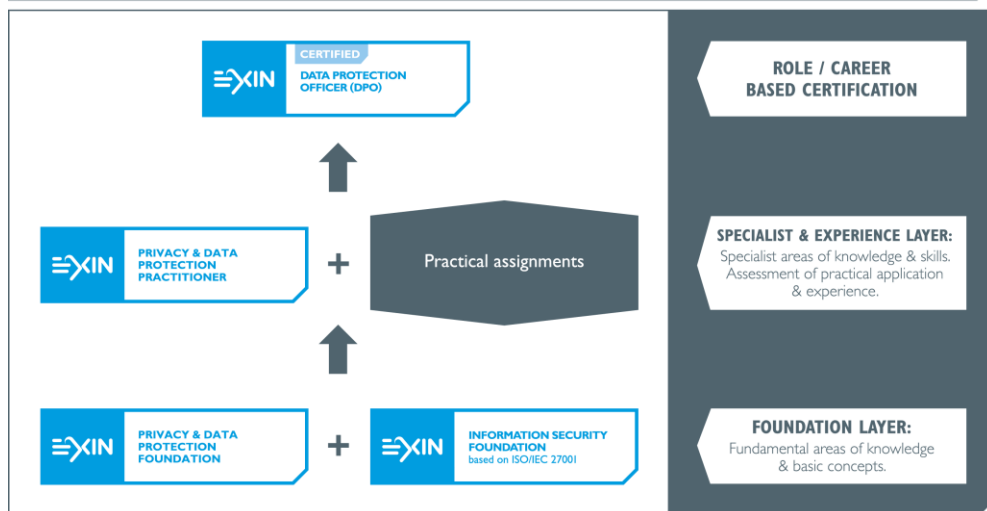 EXIN
CERTIFIED
DATA PROTECTION
OFFICER (DPO)
ROLE / CAREER
BASED CERTIFICATION
EXIN
PRIVACY & DATA
PROTECTION
PRACTITIONER
+
Practical assignments
SPECIALIST & EXPERIENCE LAYER:
Specialist areas of knowledge & skills.
Assessment of practical application
& experience.
EXIN
PRIVACY & DATA
PROTECTION
FOUNDATION
+
EXIN
INFORMATION SECURITY
FOUNDATION
based on ISO/IEC 27001
FOUNDATION LAYER:
Fundamental areas of knowledge
& basic concepts.